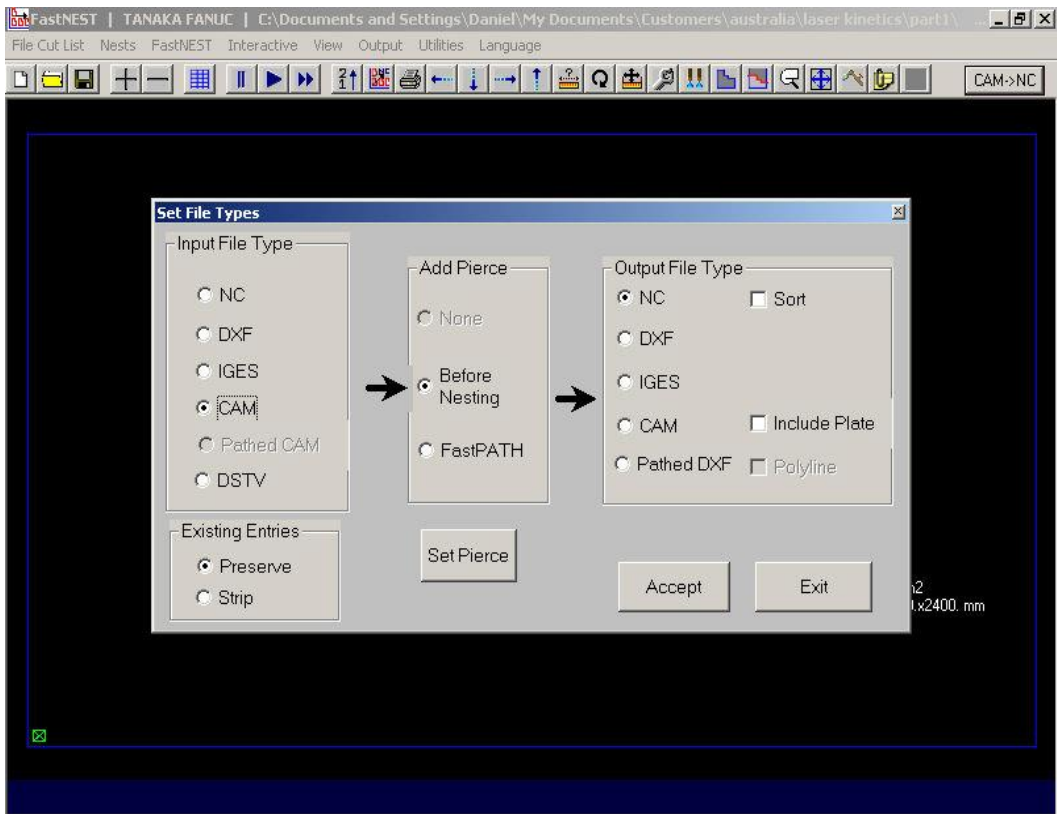 FastNEST | TANAKA FANUC | C:\Documents and Settings\Daniel\My Documents\Customers\australia\laser kinetics\part1\ ...
File Cut List Nests FastNEST Interactive View Output Utilities Language
CAM->NC
Set File Types
Input File Type
NC
DXF
IGES
CAM
Pathed CAM
DSTV
Existing Entries
Preserve
Strip
Add Pierce
None
Before
Nesting
FastPATH
Set Pierce
Output File Type
NC Sort
DXF
IGES
CAM Include Plate
Pathed DXF Polyline
Accept Exit
x2400. mm